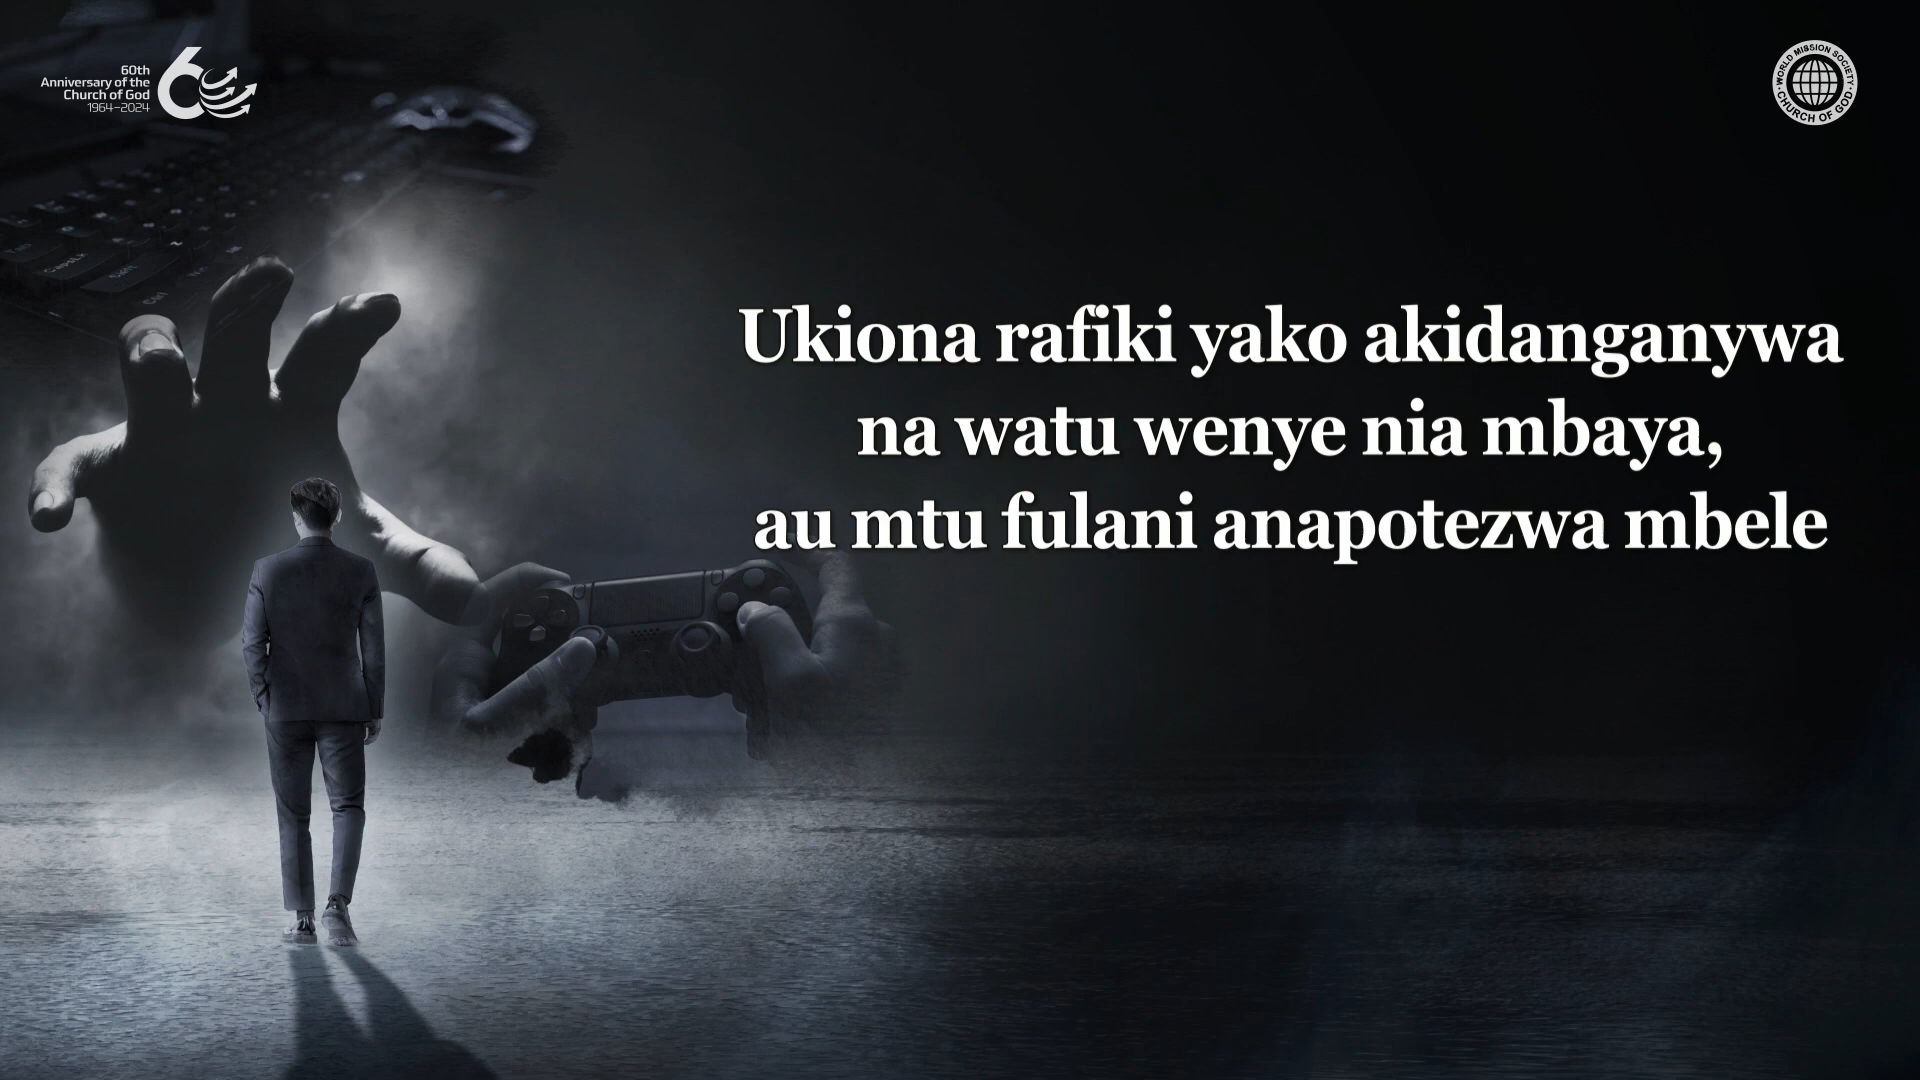 60th
Anniversary of the
Church of God
1964–2024
60
WORLD MISSION SOCIETY
CHURCH OF GOD
Ukiona rafiki yako akidanganywa
na watu wenye nia mbaya,
au mtu fulani anapotezwa mbele